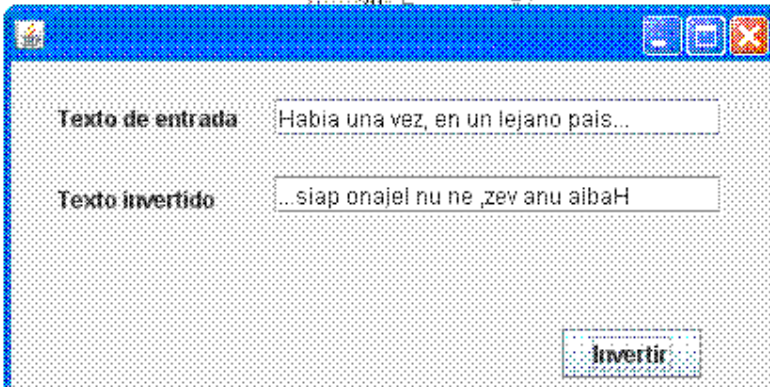 Texto de entrada Habia una vez, en un lejano pais...
Texto invertido ...siap onajel nu ne ,zev anu aibaH
Invertir